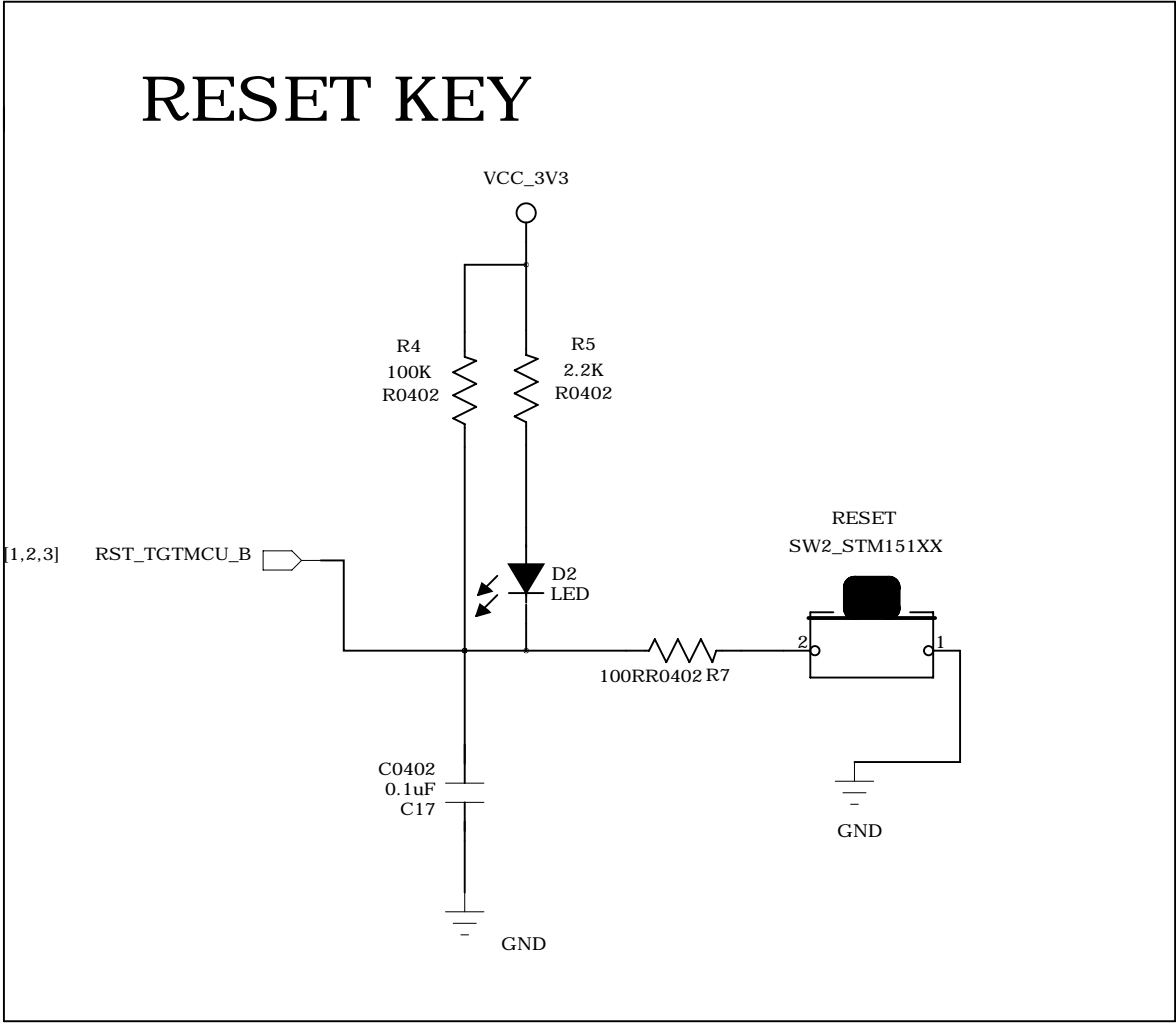 RESET KEY
VCC_3V3
R4
100K
R0402
R5
2.2K
R0402
[1,2,3] RST_TGTMCU_B
D2
LED
RESET
SW2_STM151XX
2
1
100RR0402 R7
C0402
0.1uF
C17
GND
GND